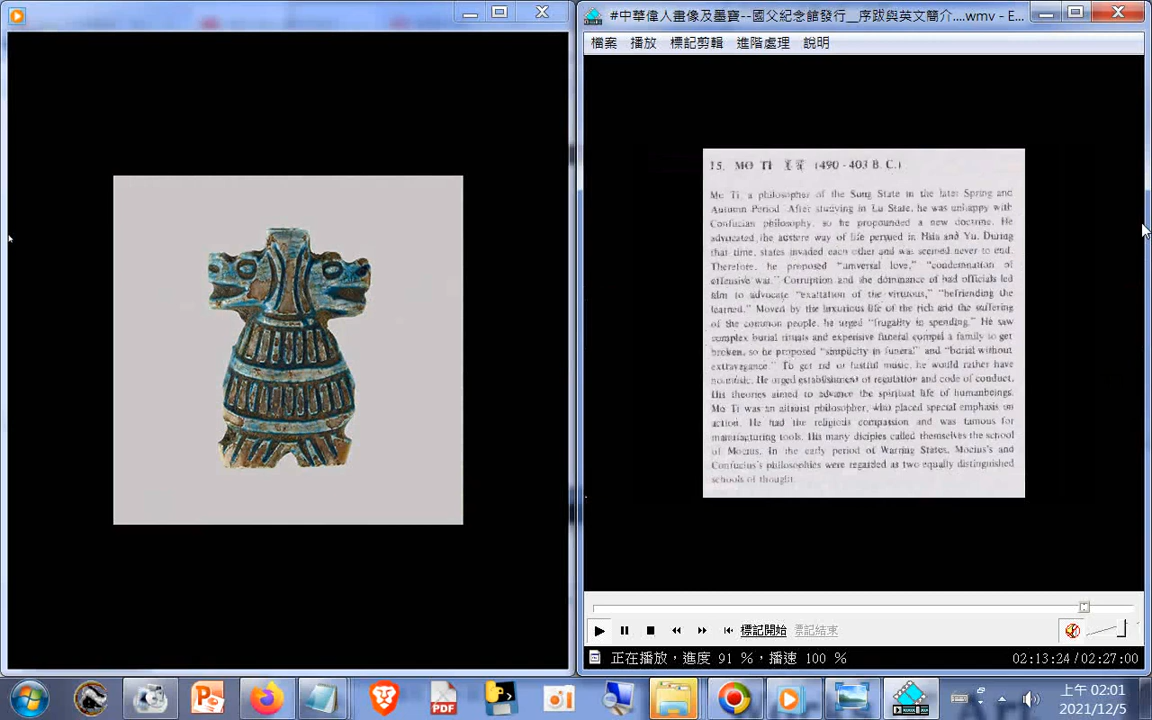 #中華偉人畫像及墨寶--國父紀念館發行__序跋與英文簡介....wmv - E...
檔案 播放 標記剪輯 進階處理 說明
15. MO TI 墨翟 (490 - 403 B. C.)
Mo Ti, a philosopher of the Sung State in the later Spring and
Autumn Period. After studying in Lu State, he was unhappy with
Confucian philosophy, so he propounded a new doctrine. He
advocated the austere way of life in Hsia and Yu. During
that time, states invaded each other and was seemed never to end.
Therefore, he proposed "universal love," "condemnation of
offensive war." Corruption and the dominance of bad officials led
him to advocate "exaltation of the virtuous," "befriending the
learned." Moved by the luxurious life of the rich and the suffering
of the common people, he urged "frugality in spending." He saw
complex burial rituals and expensive funeral compel a family to get
broken, so he proposed "simplicity in funeral" and "burial without
extravagance." To get rid of lustful music, he would rather have
no music. He urged establishment of regulation and code of conduct.
His theories aimed to advance the spiritual life of humanbeings.
Mo Ti was an altruist philosopher, who placed special emphasis on
action. He had the religious compassion and was famous for
manufacturing tools. His many diciples called themselves the school
of Mocius. In the early period of Warring States, Mocius's and
Confucius's philosophies were regarded as two equally distinguished
schools of thought.
標記開始 標記結束
正在播放，進度 91 %，播速 100 %
02:13:24 / 02:27:00
PDF
上午 02:01
2021/12/5